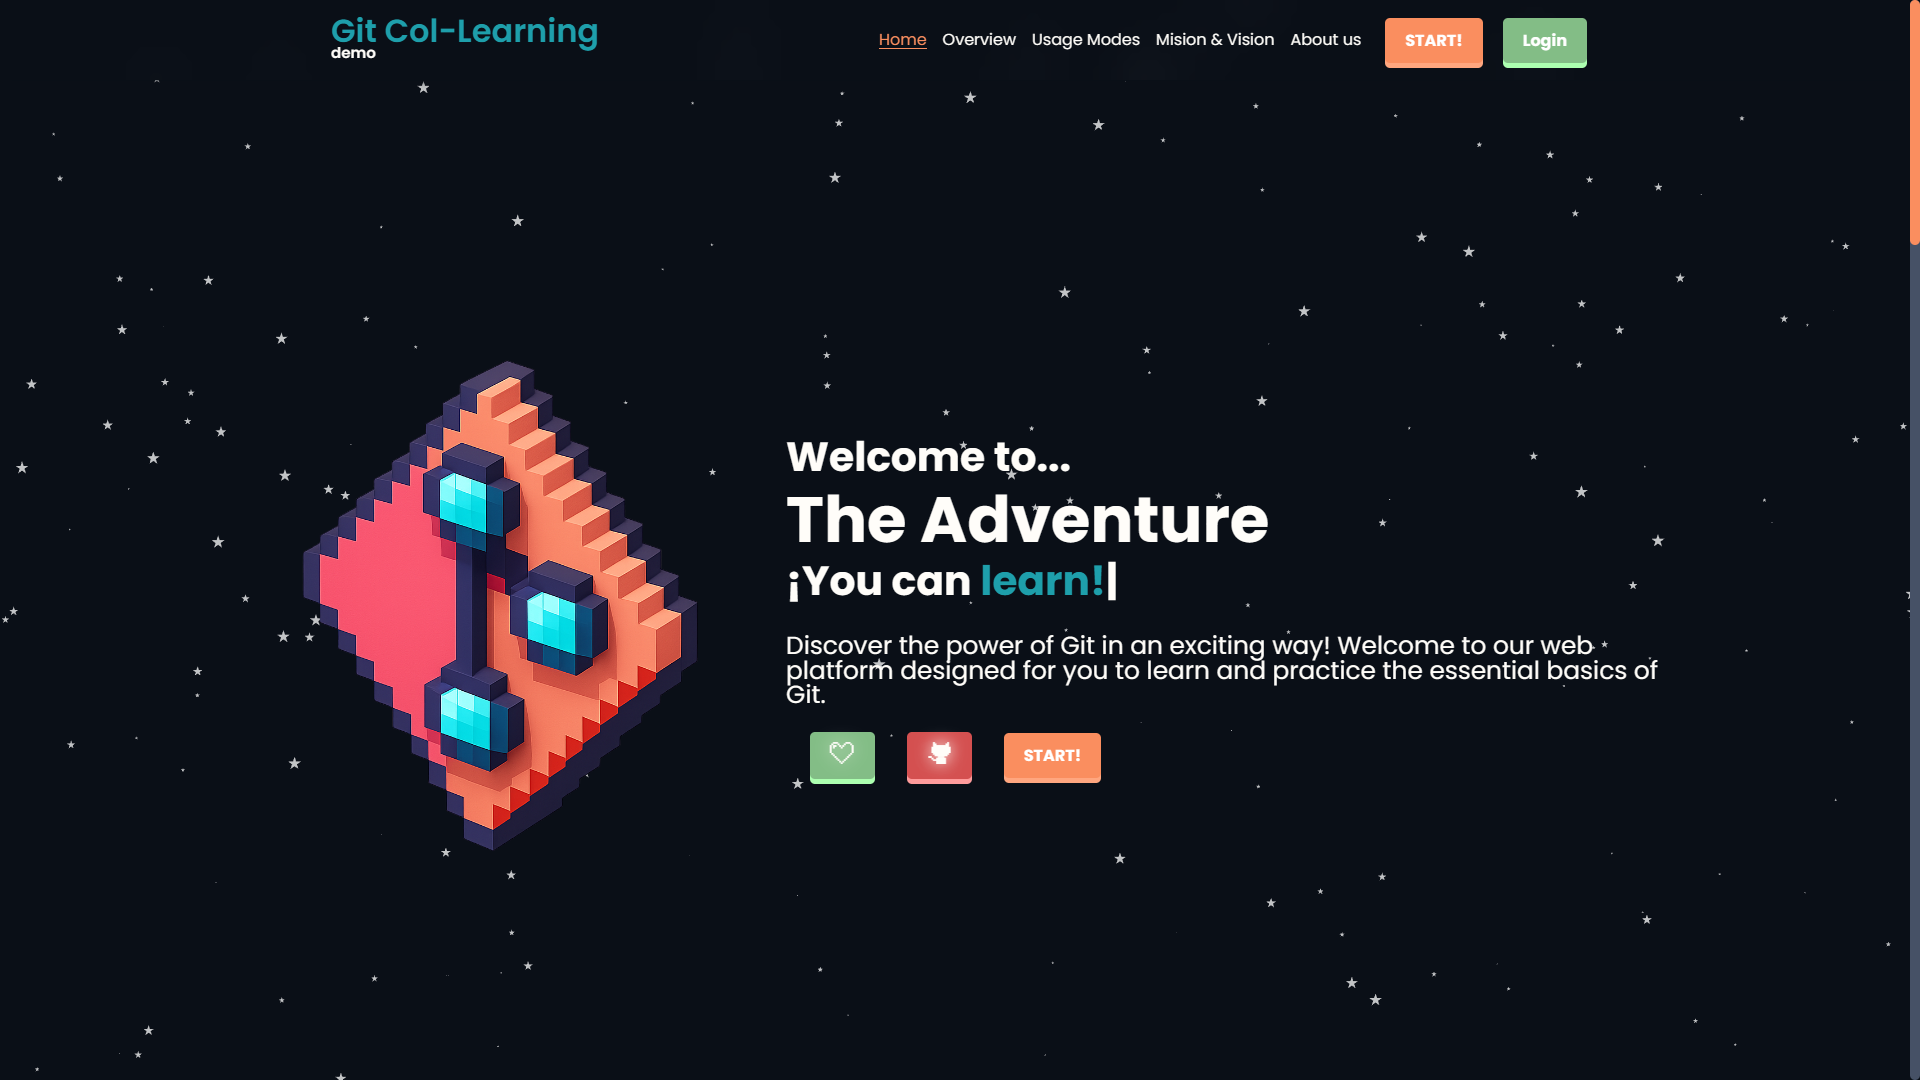 Git Col-Learning
demo
Home Overview Usage Modes Mision & Vision About us START! Login
Welcome to...
The Adventure
¡You can learn!|
Discover the power of Git in an exciting way! Welcome to our web
platform designed for you to learn and practice the essential basics of
Git.
START!